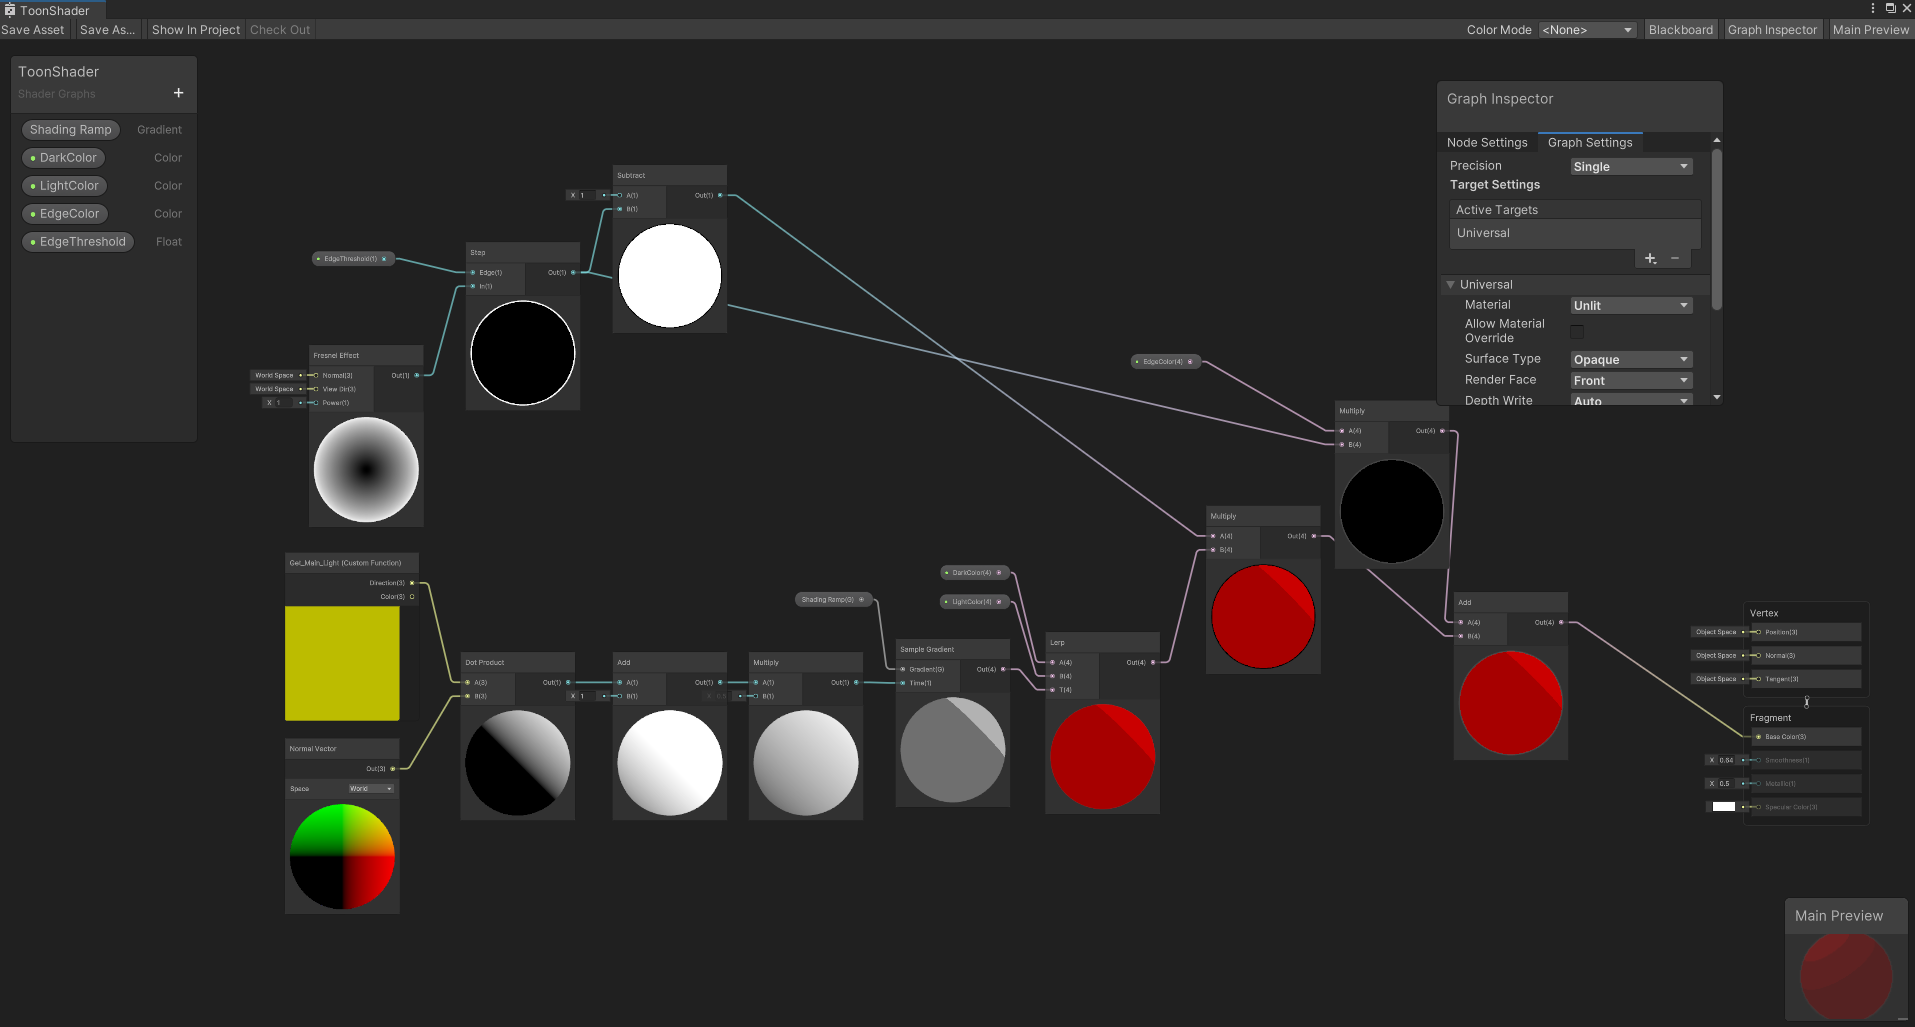 ToonShader
Save Asset Save As... Show In Project Check Out Color Mode <None> Blackboard Graph Inspector Main Preview
ToonShader
Shader Graphs
+
Shading Ramp Gradient
DarkColor Color
LightColor Color
EdgeColor Color
EdgeThreshold Float
Graph Inspector
Node Settings Graph Settings
Precision Single
Target Settings
Active Targets
Universal
+ −
Universal
Material Unlit
Allow Material
Override
Surface Type Opaque
Render Face Front
Depth Write Auto
Subtract
X 1 A(1) Out(1)
B(1)
EdgeThreshold(1)
Step
Edge(1) Out(1)
In(1)
Fresnel Effect
World Space Normal(3) Out(1)
World Space View Dir(3)
X 1 Power(1)
EdgeColor(4)
Multiply
A(4) Out(4)
B(4)
Multiply
A(4) Out(4)
B(4)
Get_Main_Light (Custom Function)
Direction(3)
Color(3)
Normal Vector
Out(3)
Space World
Dot Product
A(3) Out(1)
B(3)
Add
A(1) Out(1)
X 1 B(1)
Multiply
A(1) Out(1)
X 0.5 B(1)
Shading Ramp(G)
Sample Gradient
Gradient(G) Out(4)
Time(1)
DarkColor(4)
LightColor(4)
Lerp
A(4) Out(4)
B(4)
T(4)
Add
A(4) Out(4)
B(4)
Vertex
Object Space Position(3)
Object Space Normal(3)
Object Space Tangent(3)
Fragment
Base Color(3)
X 0.64 Smoothness(1)
X 0.5 Metallic(1)
Specular Color(3)
Main Preview